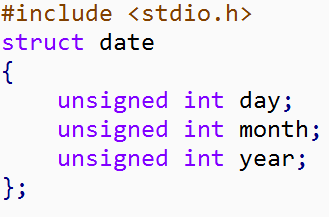 #include <stdio.h>
struct date
{
    unsigned int day;
    unsigned int month;
    unsigned int year;
};